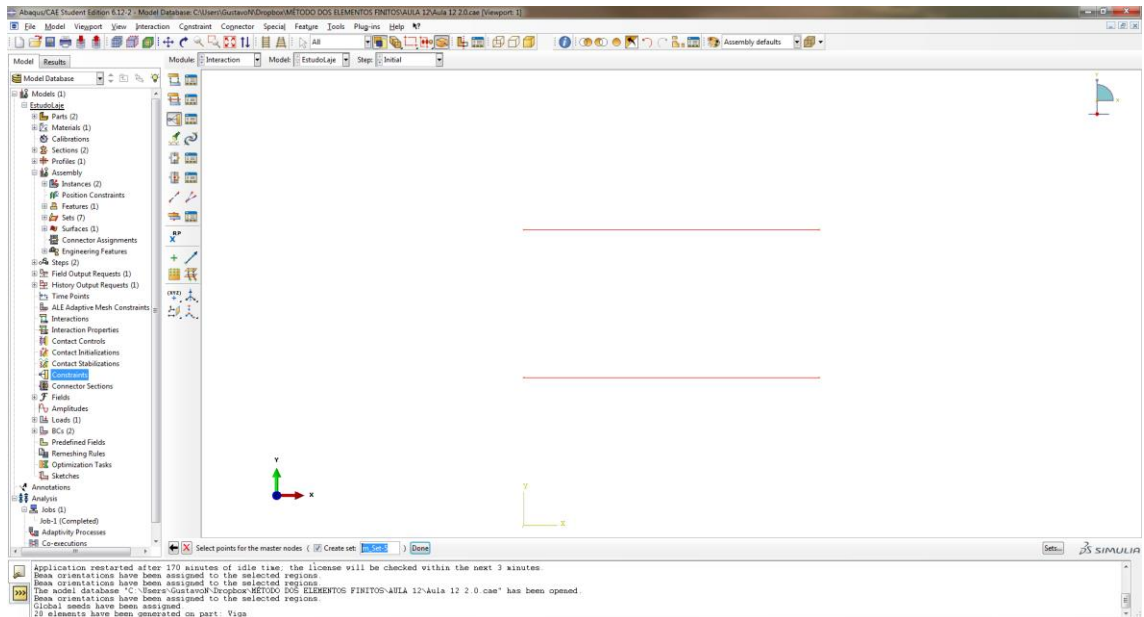 Abaqus/CAE Student Edition 6.12-2 - Model Database: C:\Users\GustavoN\Dropbox\MÉTODO DOS ELEMENTOS FINITOS\AULA 12\Aula 12 2.0.cae [Viewport: 1]
File Model Viewport View Interaction Constraint Connector Special Feature Tools Plug-ins Help
All Assembly defaults
Model Results Module: Interaction Model: EstudoLaje Step: Initial
Model Database
Models (1)
EstudoLaje
Parts (2)
Materials (1)
Calibrations
Sections (2)
Profiles (1)
Assembly
Instances (2)
Position Constraints
Features (1)
Sets (7)
Surfaces (1)
Connector Assignments
Engineering Features
Steps (2)
Field Output Requests (1)
History Output Requests (1)
Time Points
ALE Adaptive Mesh Constraints
Interactions
Interaction Properties
Contact Controls
Contact Initializations
Contact Stabilizations
Constraints
Connector Sections
Fields
Amplitudes
Loads (1)
BCs (2)
Predefined Fields
Remeshing Rules
Optimization Tasks
Sketches
Annotations
Analysis
Jobs (1)
Job-1 (Completed)
Adaptivity Processes
Co-executions
RP
(XYZ)
Y
X
Y
X
Select points for the master nodes ( Create set: m_Set-5 ) Done Sets... SIMULIA
Application restarted after 170 minutes of idle time; the license will be checked within the next 3 minutes.
Beam orientations have been assigned to the selected regions.
Beam orientations have been assigned to the selected regions.
The model database "C:\Users\GustavoN\Dropbox\MÉTODO DOS ELEMENTOS FINITOS\AULA 12\Aula 12 2.0.cae" has been opened.
Beam orientations have been assigned to the selected regions.
Global seeds have been assigned.
20 elements have been generated on part: Viga